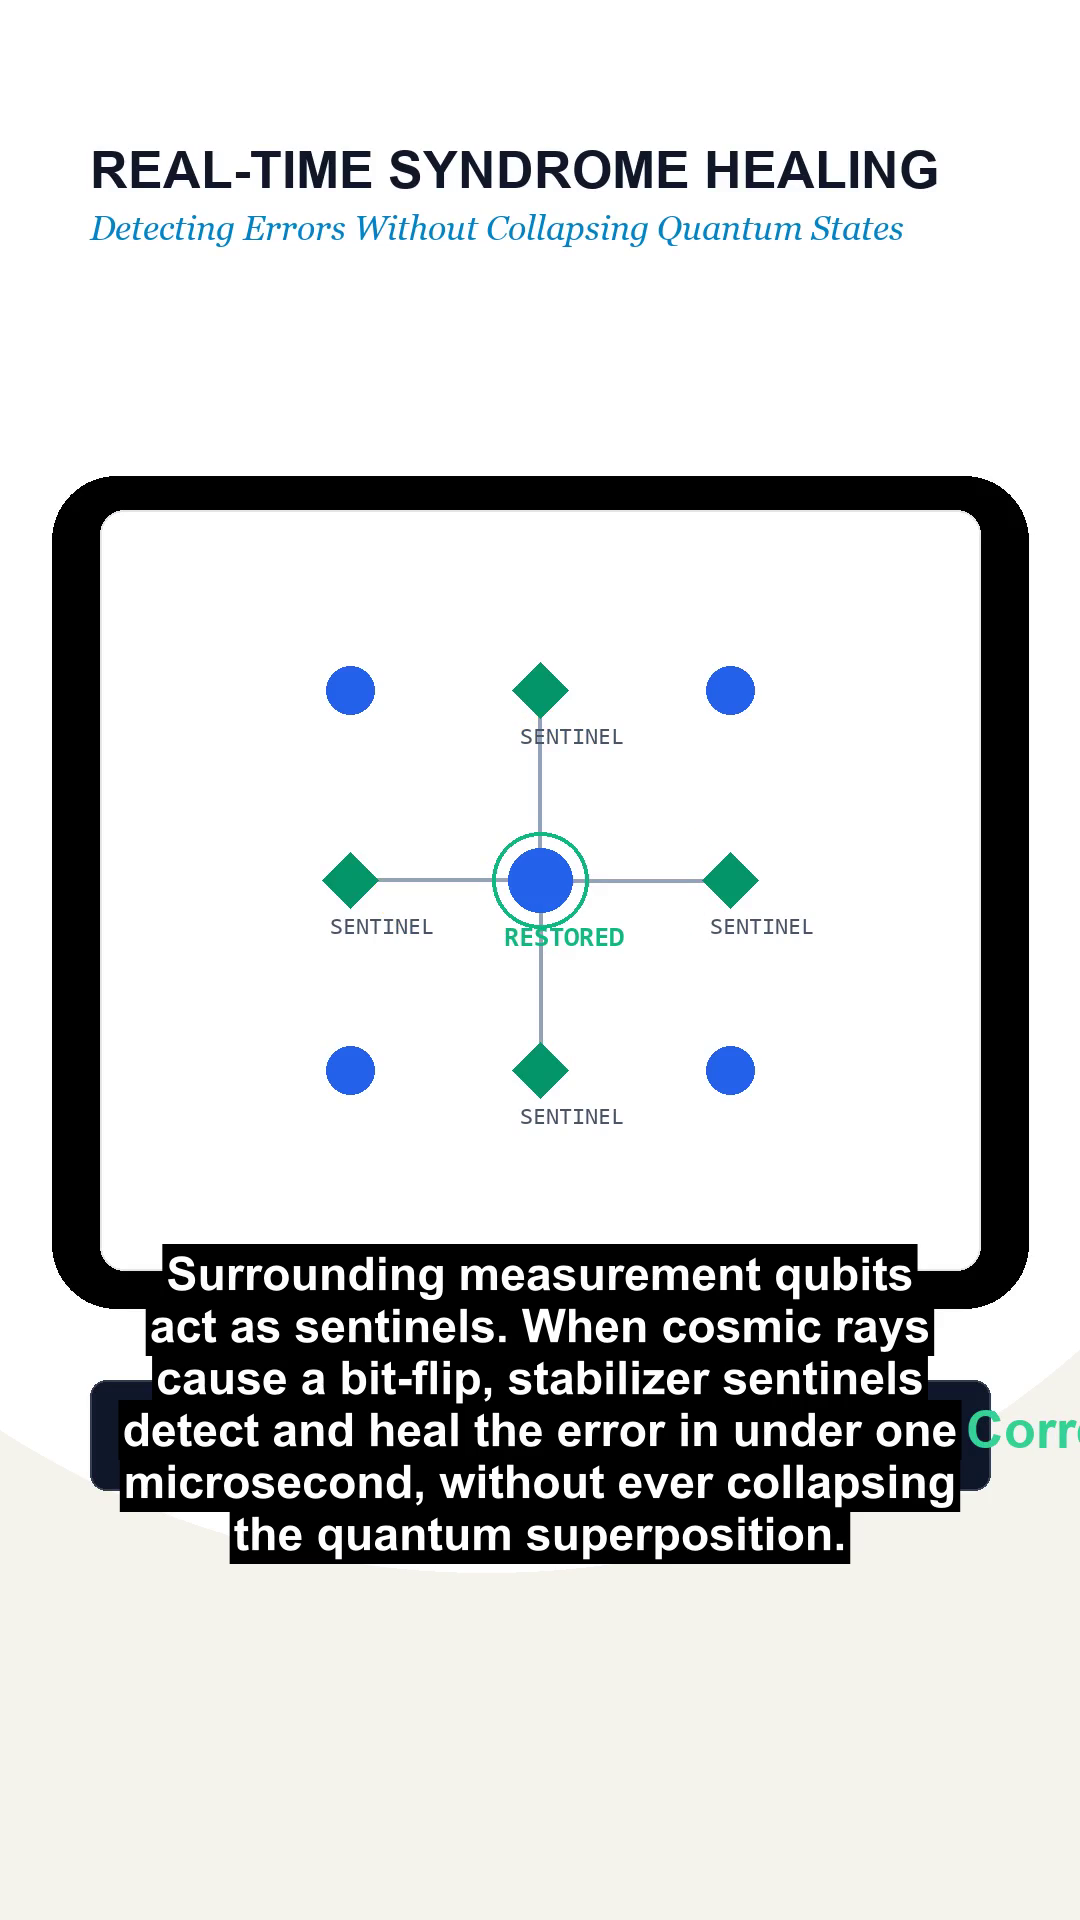 REAL-TIME SYNDROME HEALING
Detecting Errors Without Collapsing Quantum States
SENTINEL
SENTINEL
RESTORED
SENTINEL
SENTINEL
Surrounding measurement qubits
act as sentinels. When cosmic rays
cause a bit-flip, stabilizer sentinels
detect and heal the error in under one
microsecond, without ever collapsing
the quantum superposition.